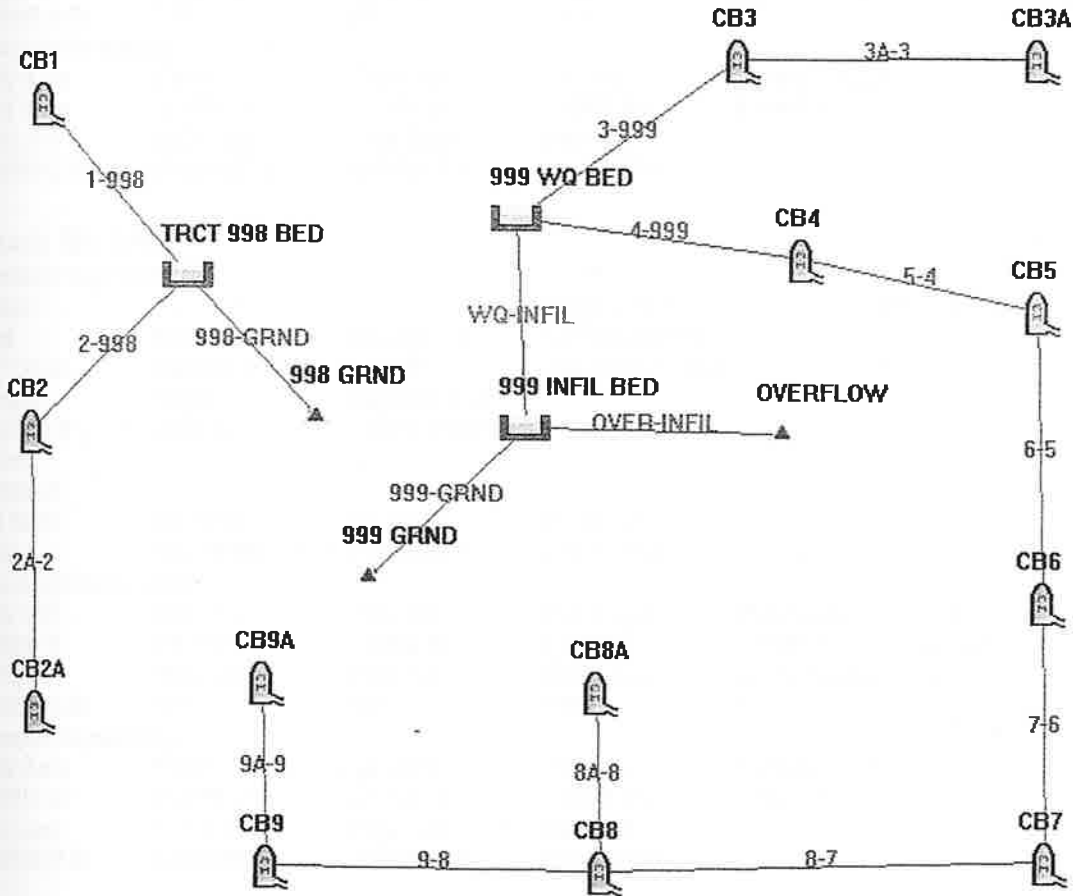 CB3
CB3A
CB1
3A-3
3-999
1-998
999 WQ BED
CB4
TRCT 998 BED
4-999
5-4
CB5
WQ-INFIL
2-998
998-GRND
998 GRND
999 INFIL BED
OVERFLOW
CB2
OVER-INFIL
6-5
999-GRND
999 GRND
2A-2
CB6
CB9A
CB8A
CB2A
7-6
9A-9
8A-8
CB9
CB8
CB7
9-8
8-7